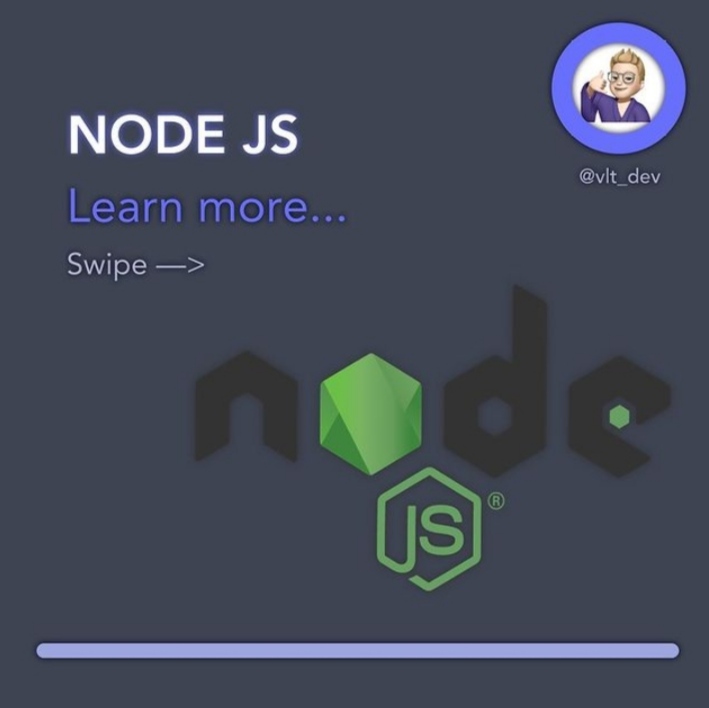 NODE JS
@vlt_dev
Learn more...
Swipe —>
node
JS®